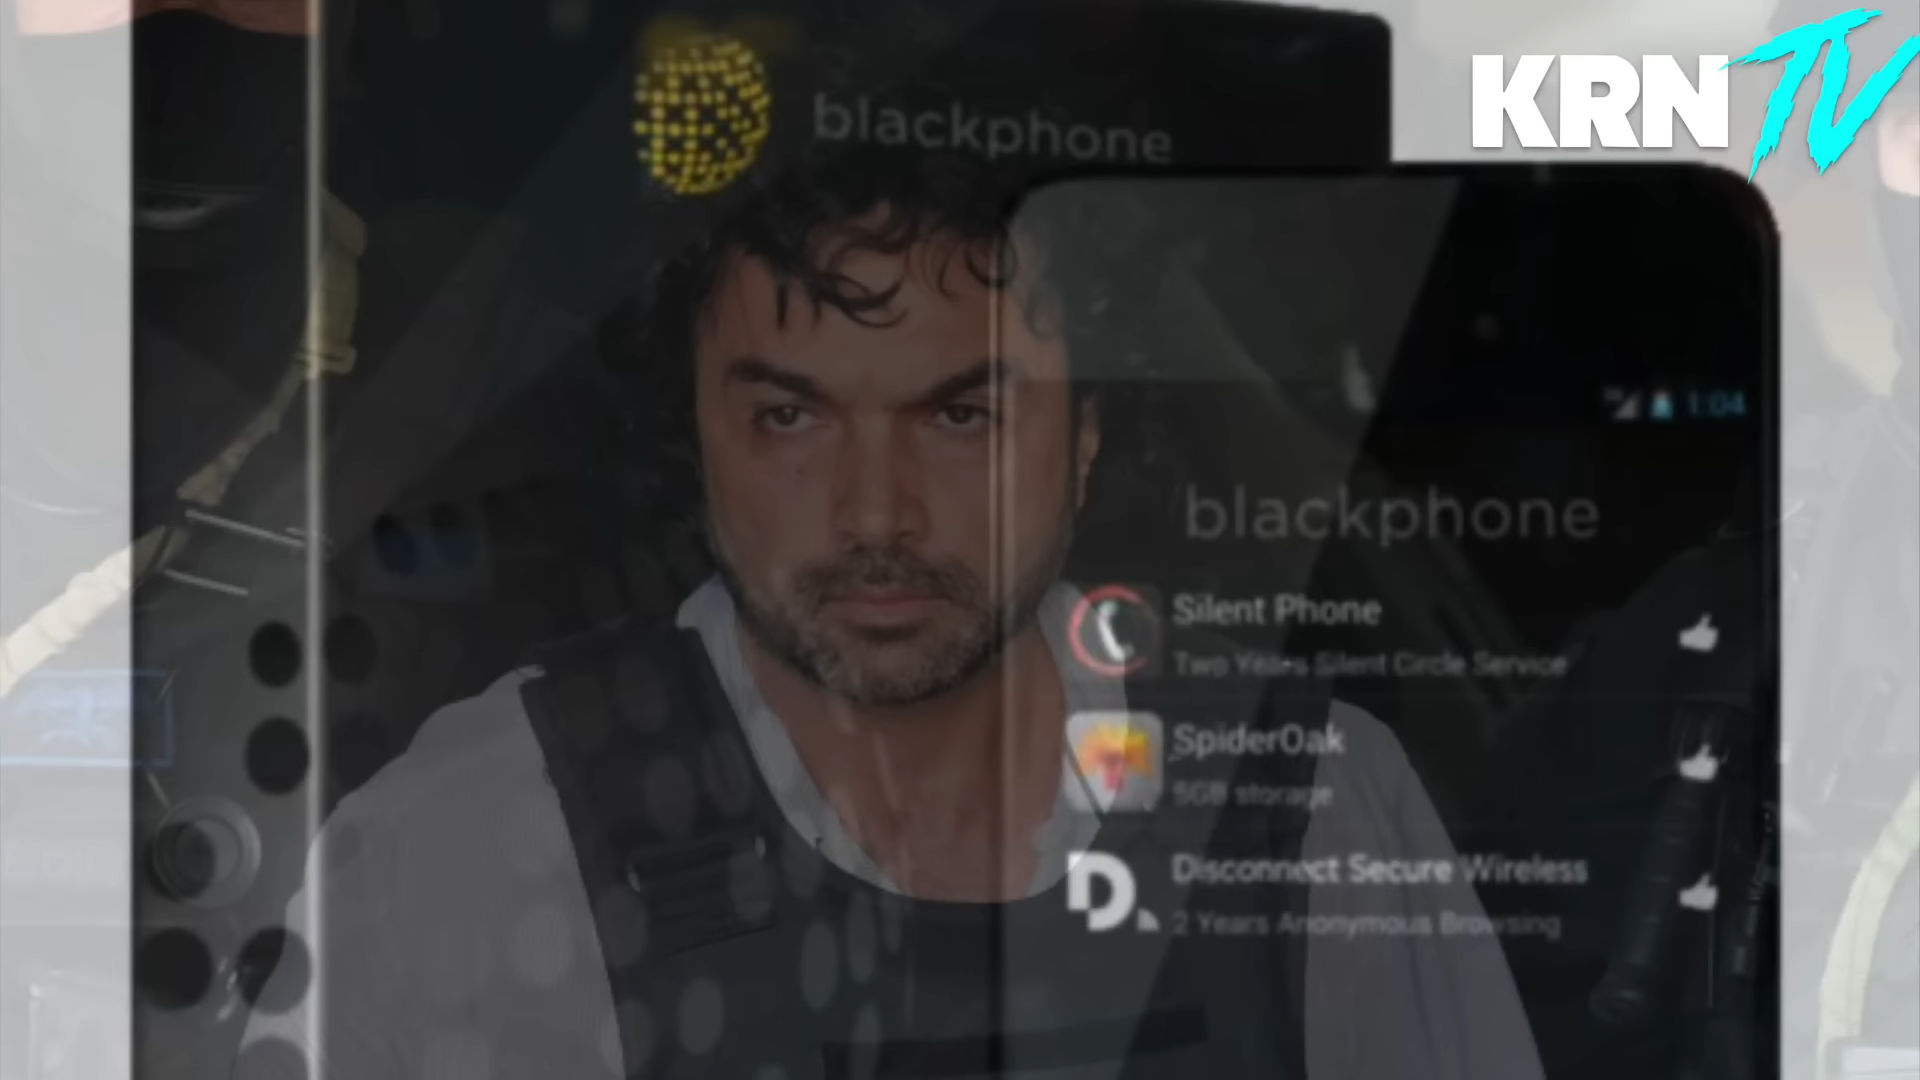 KRN TV
blackphone
1:04
blackphone
Silent Phone
Two Years Silent Circle Service
SpiderOak
5GB storage
Disconnect Secure Wireless
2 Years Anonymous Browsing